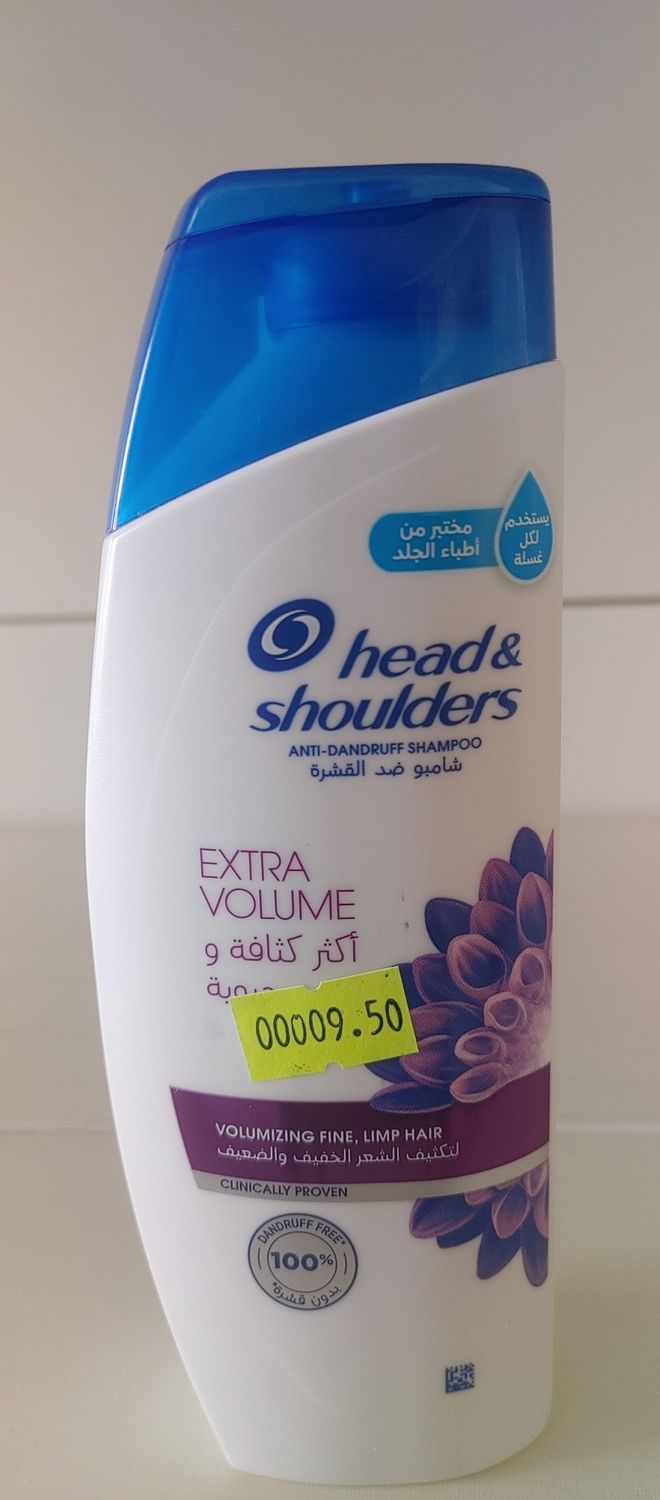 مختبر من
أطباء الجلد
يستخدم
لكل
غسلة
head &
shoulders
ANTI-DANDRUFF SHAMPOO
شامبو ضد القشرة
EXTRA
VOLUME
أكثر كثافة و
00009.50
VOLUMIZING FINE, LIMP HAIR
لتكثيف الشعر الخفيف والضعيف
CLINICALLY PROVEN
DANDRUFF FREE*
100%
بدون قشرة*